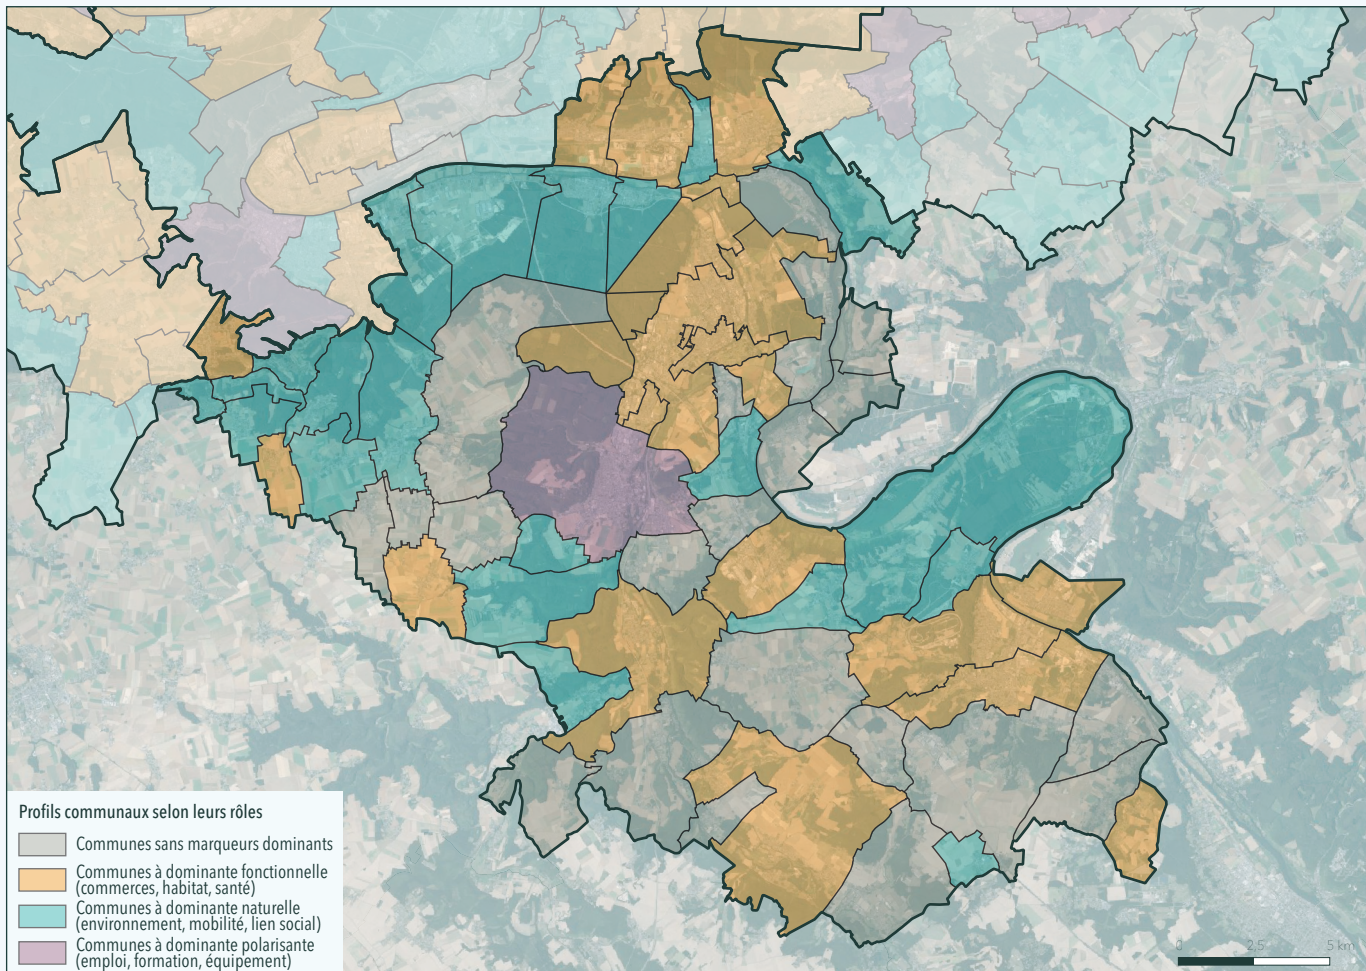 Profils communaux selon leurs rôles
Communes sans marqueurs dominants
Communes à dominante fonctionnelle
(commerces, habitat, santé)
Communes à dominante naturelle
(environnement, mobilité, lien social)
Communes à dominante polarisante
(emploi, formation, équipement)
0 2,5 5 km